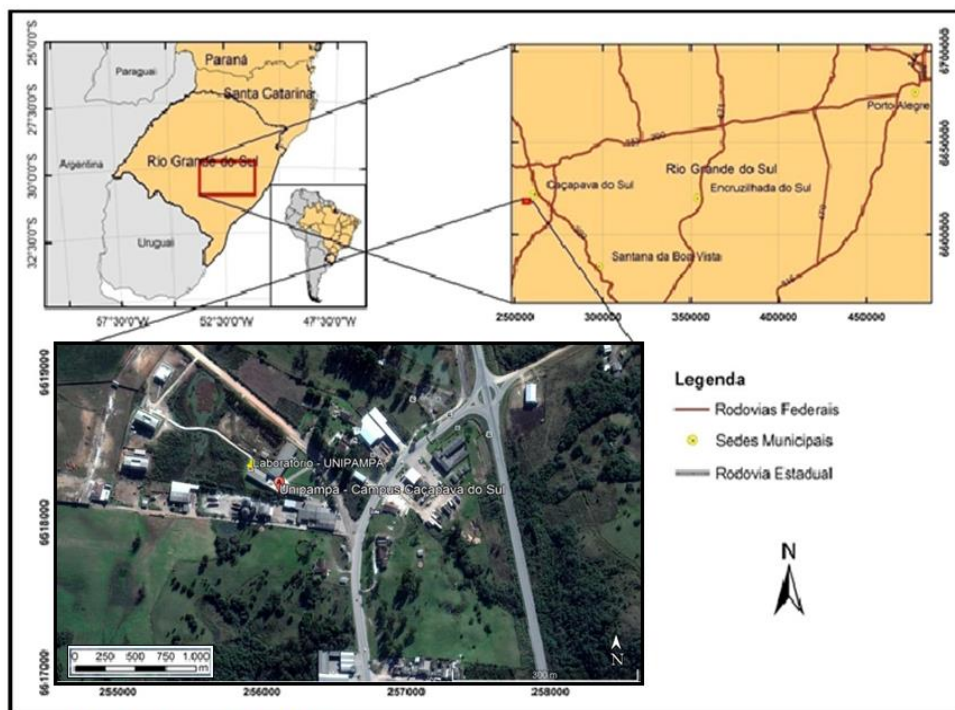 25°0'0"S
27°30'0"S
30°0'0"S
32°30'0"S
Paraguai
Paraná
Santa Catarina
Argentina
Rio Grande do Sul
Uruguai
57°30'0"W
52°30'0"W
47°30'0"W
6700000
6650000
6600000
Porto Alegre
471
Rio Grande do Sul
Caçapava do Sul
Encruzilhada do Sul
Santana da Boa Vista
250000
300000
350000
400000
450000
6619000
6618000
6617000
Laboratório - UNIPAMPA
Unipampa - Campus Caçapava do Sul
0 250 500 750 1.000
m
N
300 m
255000
256000
257000
258000
Legenda
Rodovias Federais
Sedes Municipais
Rodovia Estadual
N